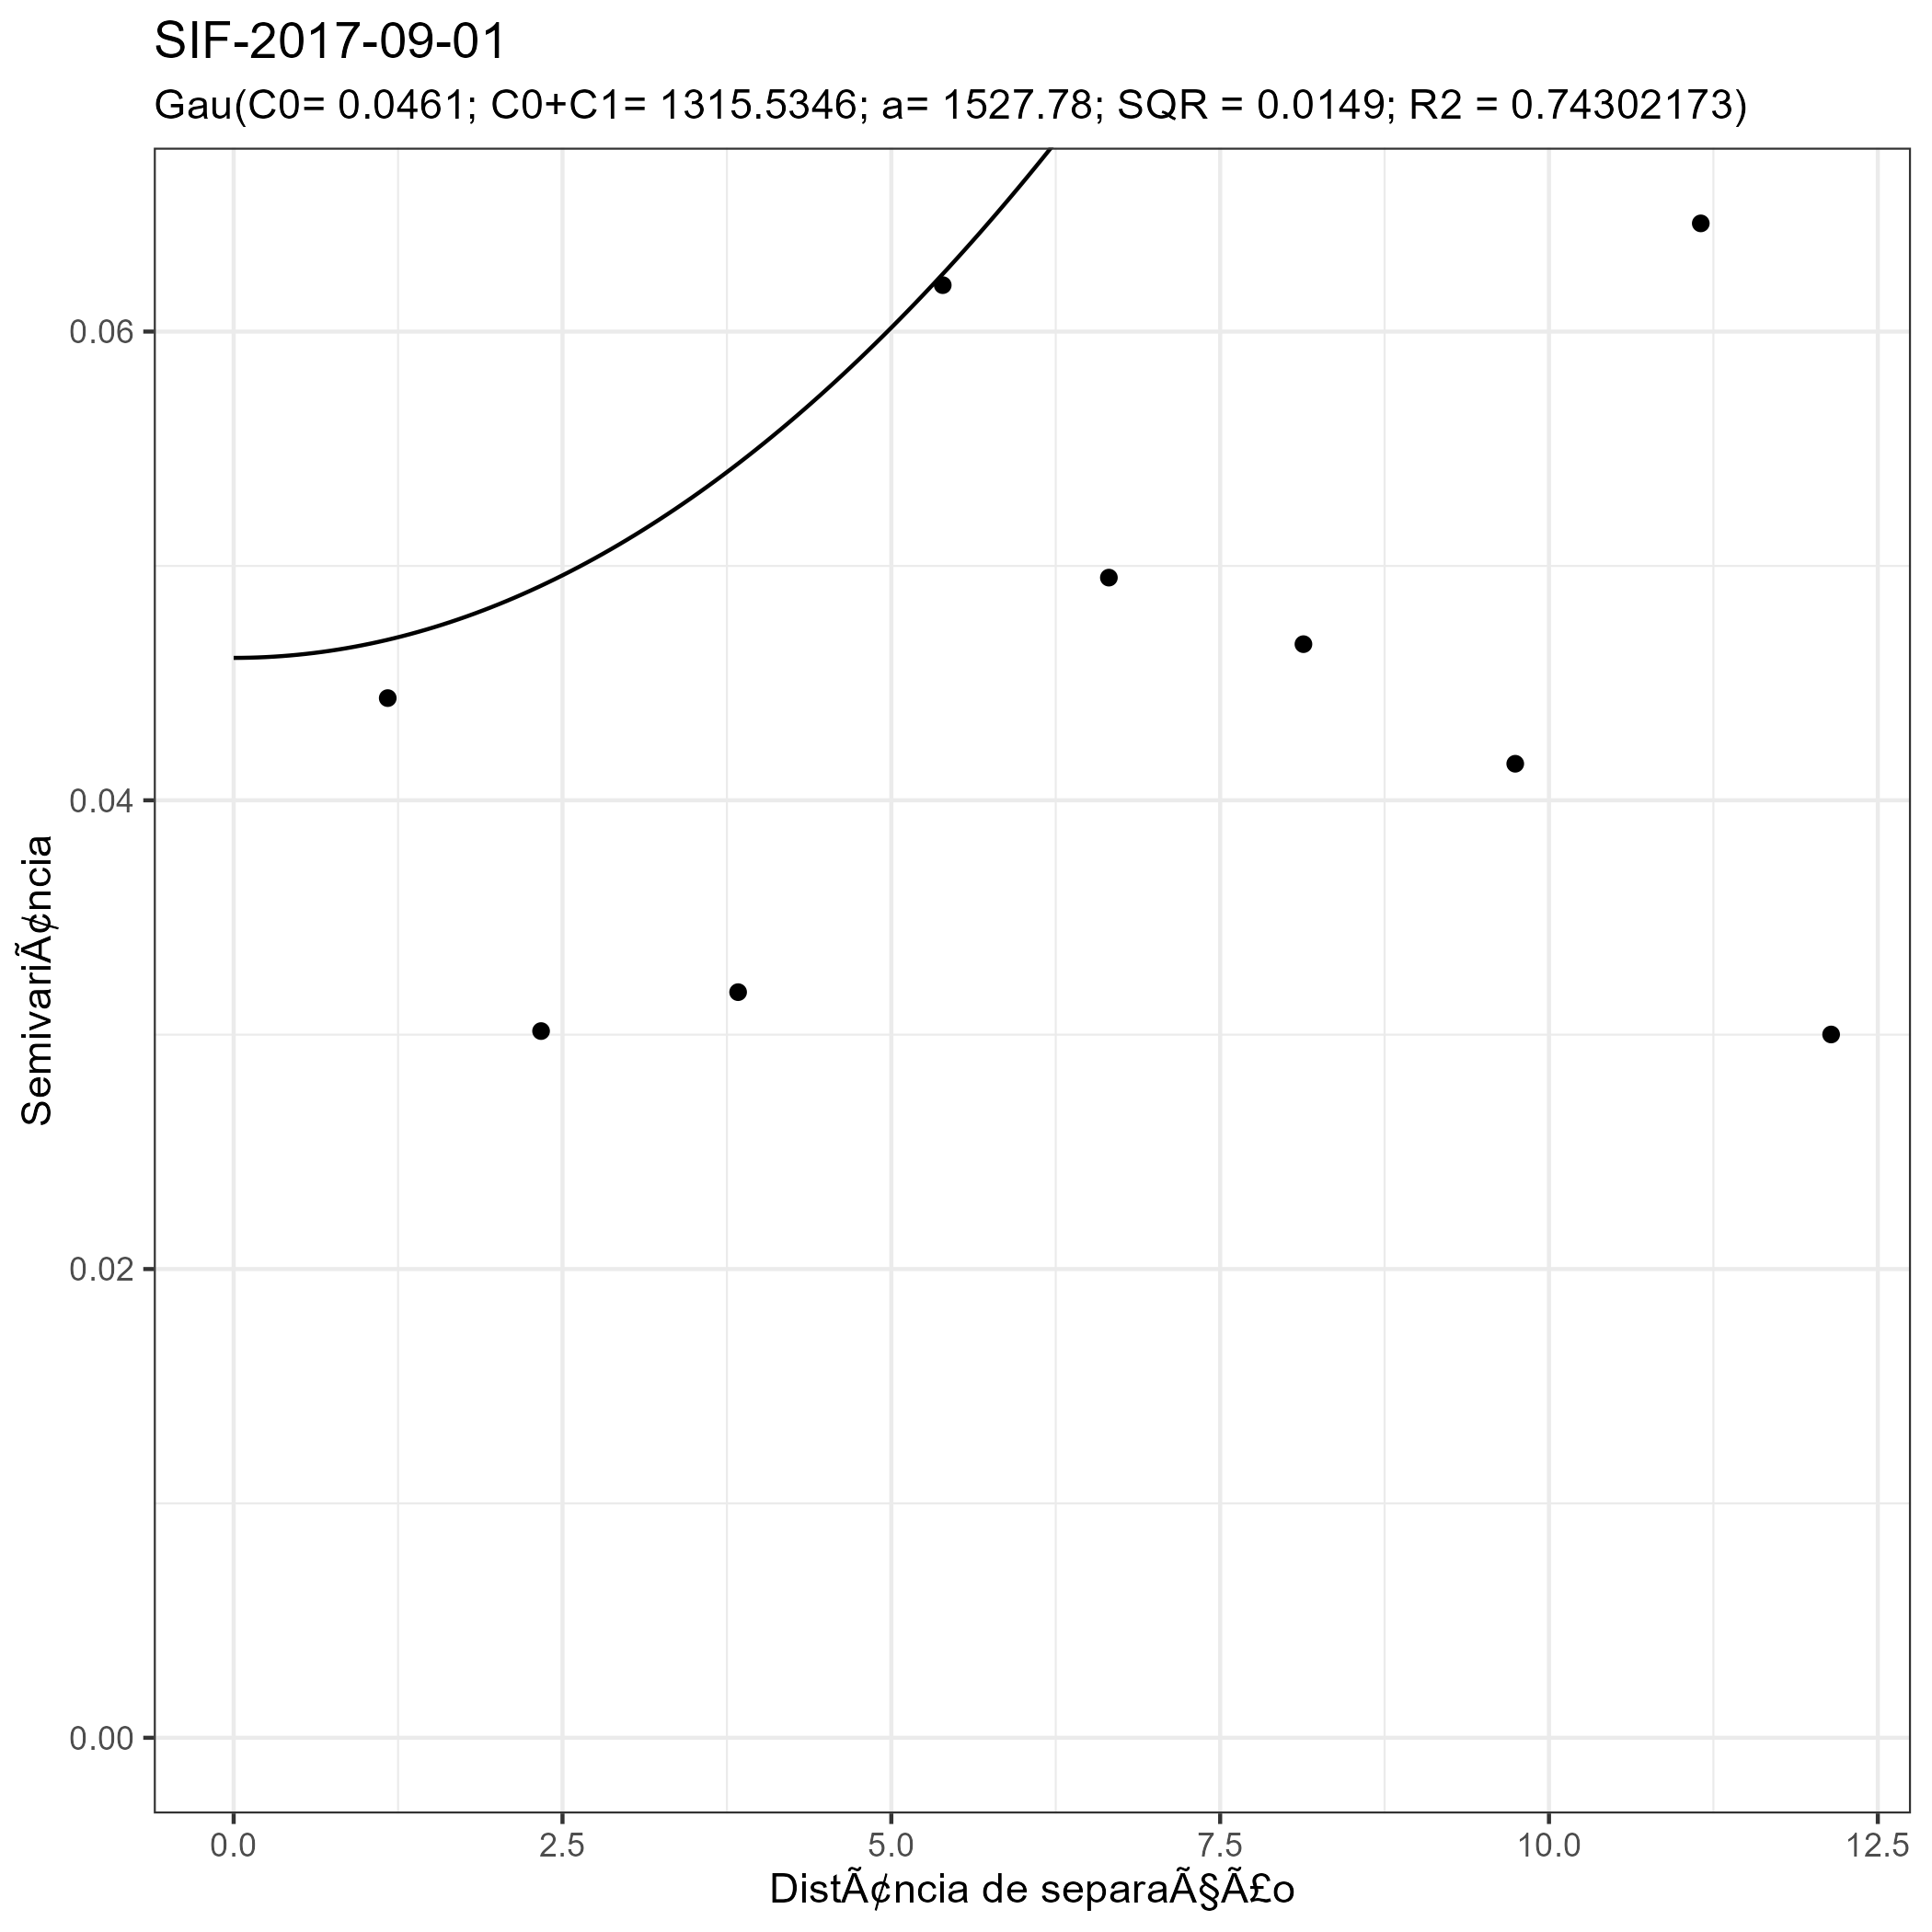 SIF-2017-09-01
Gau(C0= 0.0461; C0+C1= 1315.5346; a= 1527.78; SQR = 0.0149; R2 = 0.74302173)
0.06
0.04
0.02
0.00
SemivariÃ¢ncia
0.0
2.5
5.0
7.5
10.0
12.5
DistÃ¢ncia de separaÃ§Ã£o